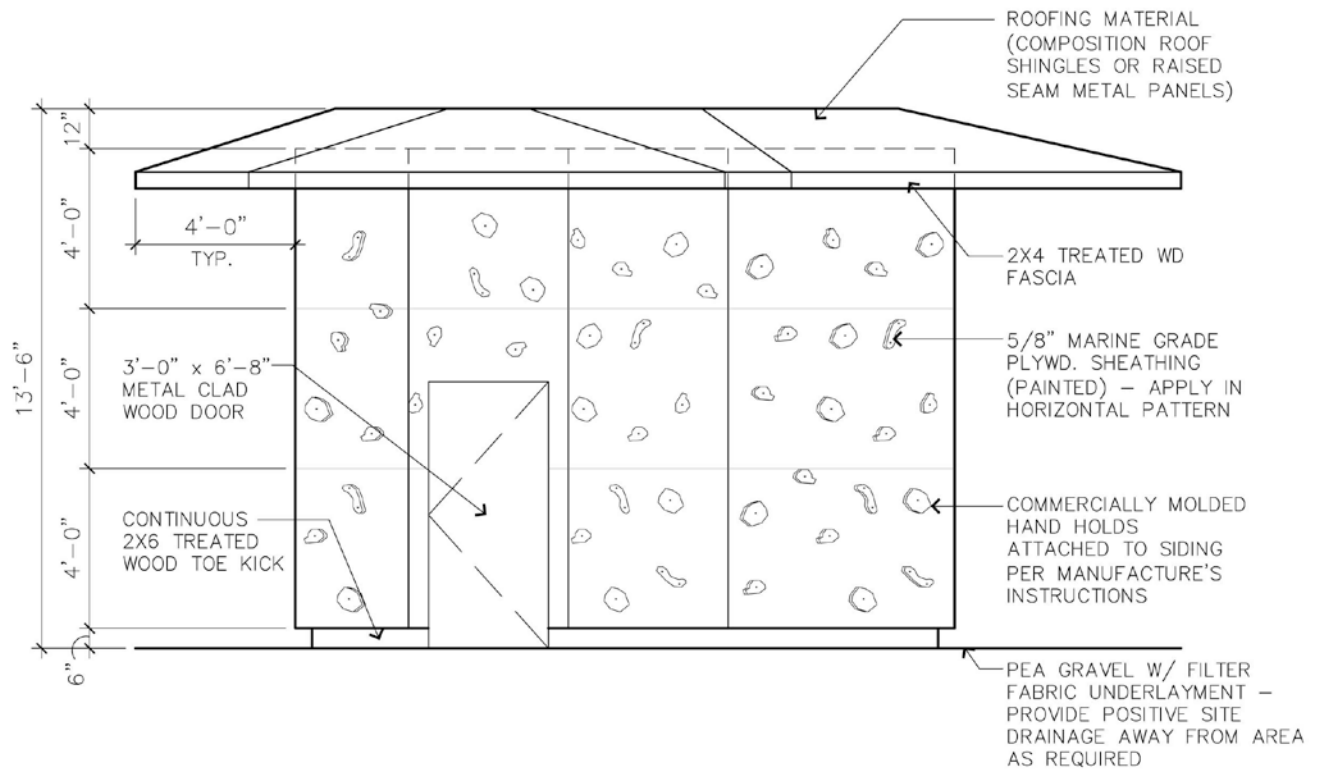 ROOFING MATERIAL
(COMPOSITION ROOF
SHINGLES OR RAISED
SEAM METAL PANELS)
12"
4'-0"
4'-0"
TYP.
2X4 TREATED WD
FASCIA
13'-6"
4'-0"
3'-0" x 6'-8"
METAL CLAD
WOOD DOOR
5/8" MARINE GRADE
PLYWD. SHEATHING
(PAINTED) – APPLY IN
HORIZONTAL PATTERN
4'-0"
CONTINUOUS
2X6 TREATED
WOOD TOE KICK
COMMERCIALLY MOLDED
HAND HOLDS
ATTACHED TO SIDING
PER MANUFACTURE'S
INSTRUCTIONS
6"
PEA GRAVEL W/ FILTER
FABRIC UNDERLAYMENT –
PROVIDE POSITIVE SITE
DRAINAGE AWAY FROM AREA
AS REQUIRED